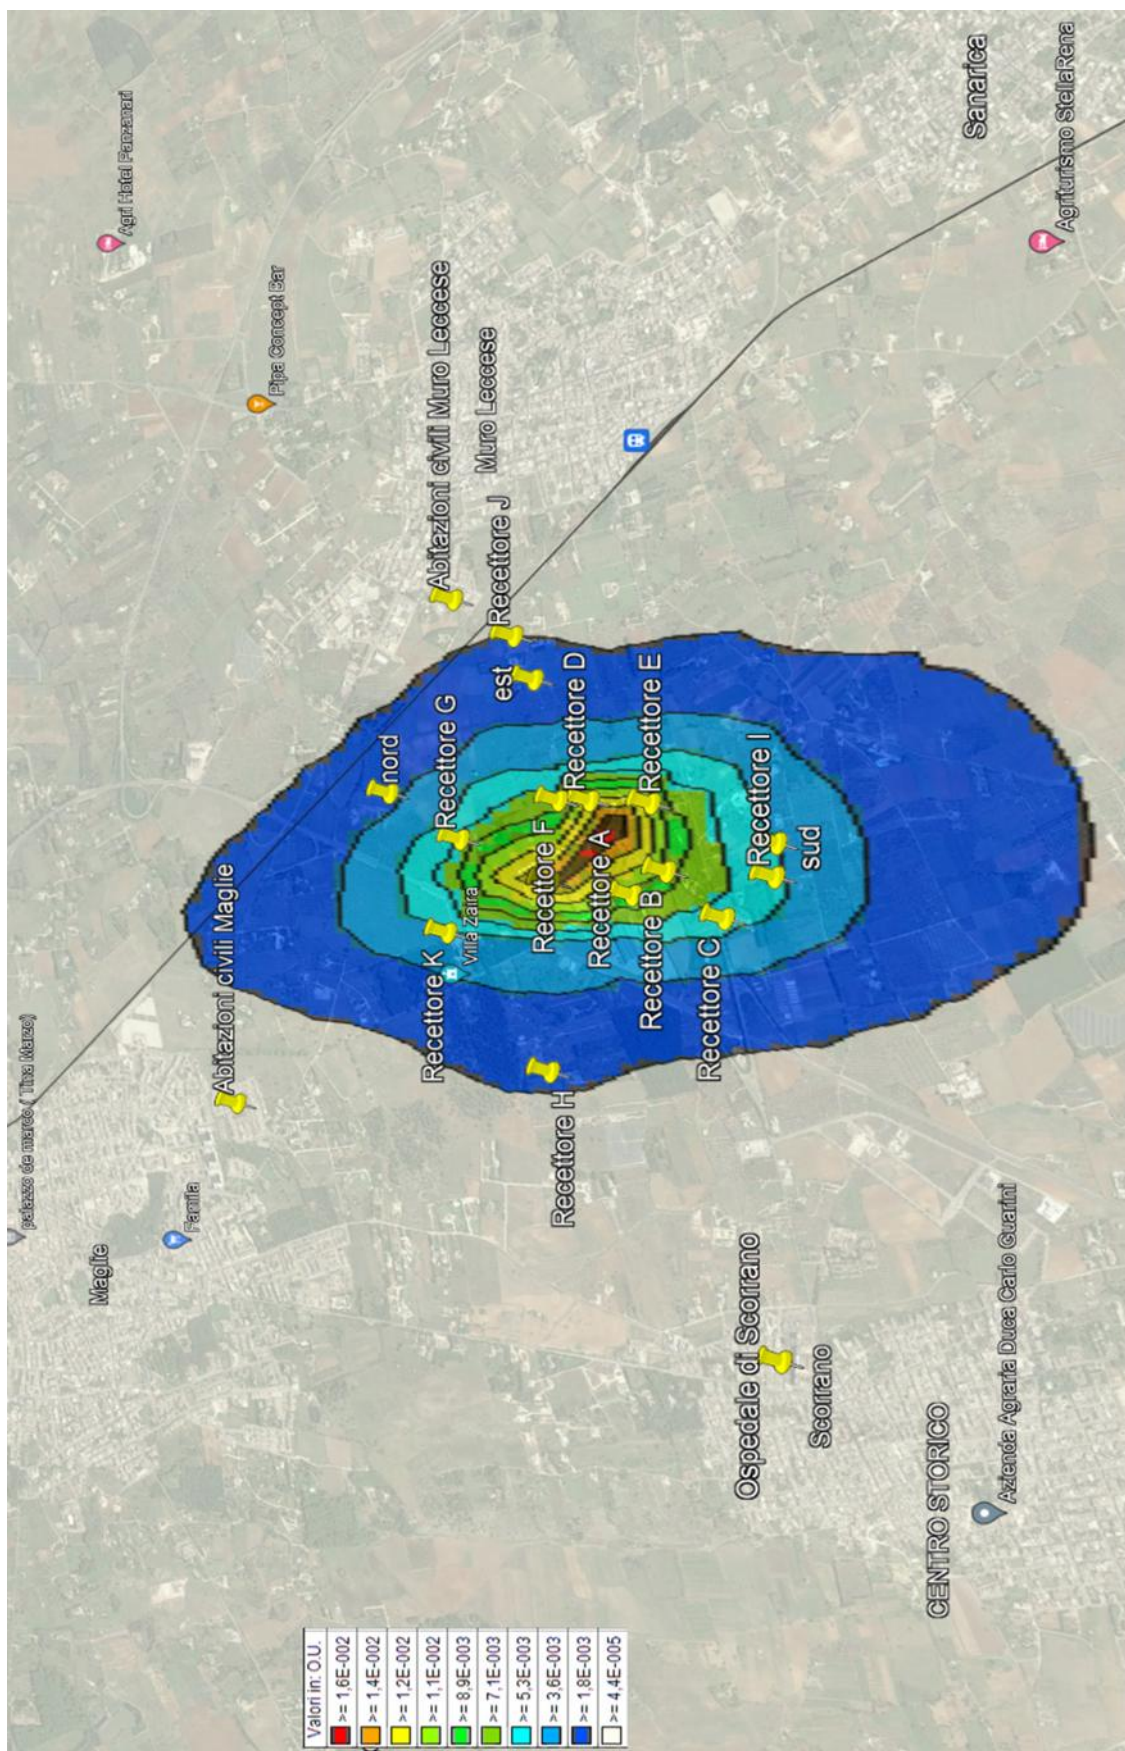 palazzo de marco ( Tina Marzo)
Maglie
Famila
Abitazioni civili Maglie
Agri Hotel Panzanari
Pipa Concept Bar
Abitazioni civili Muro Leccese
Muro Leccese
Recettore J
est
nord
Recettore G
Recettore K
Villa Zaira
Recettore H
Recettore F
Recettore D
Recettore A
Recettore E
Recettore B
Recettore C
Recettore I
sud
Sanarica
Agriturismo StellaRena
Ospedale di Scorrano
Scorrano
CENTRO STORICO
Azienda Agraria Duca Carlo Guarini
Valori in: O.U.
>= 1,6E-002
>= 1,4E-002
>= 1,2E-002
>= 1,1E-002
>= 8,9E-003
>= 7,1E-003
>= 5,3E-003
>= 3,6E-003
>= 1,8E-003
>= 4,4E-005